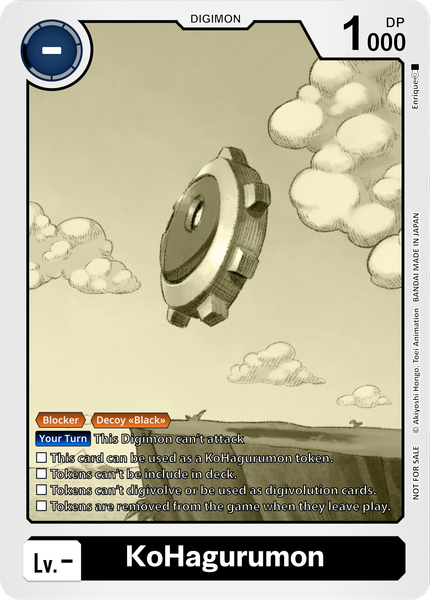 DIGIMON
-
DP
1000
Enrique
© Akiyoshi Hongo. Toei Animation BANDAI MADE IN JAPAN
NOT FOR SALE
Blocker Decoy «Black»
Your Turn This Digimon can't attack
This card can be used as a KoHagurumon token.
Tokens can't be include in deck.
Tokens can't digivolve or be used as digivolution cards.
Tokens are removed from the game when they leave play.
Lv.-
KoHagurumon